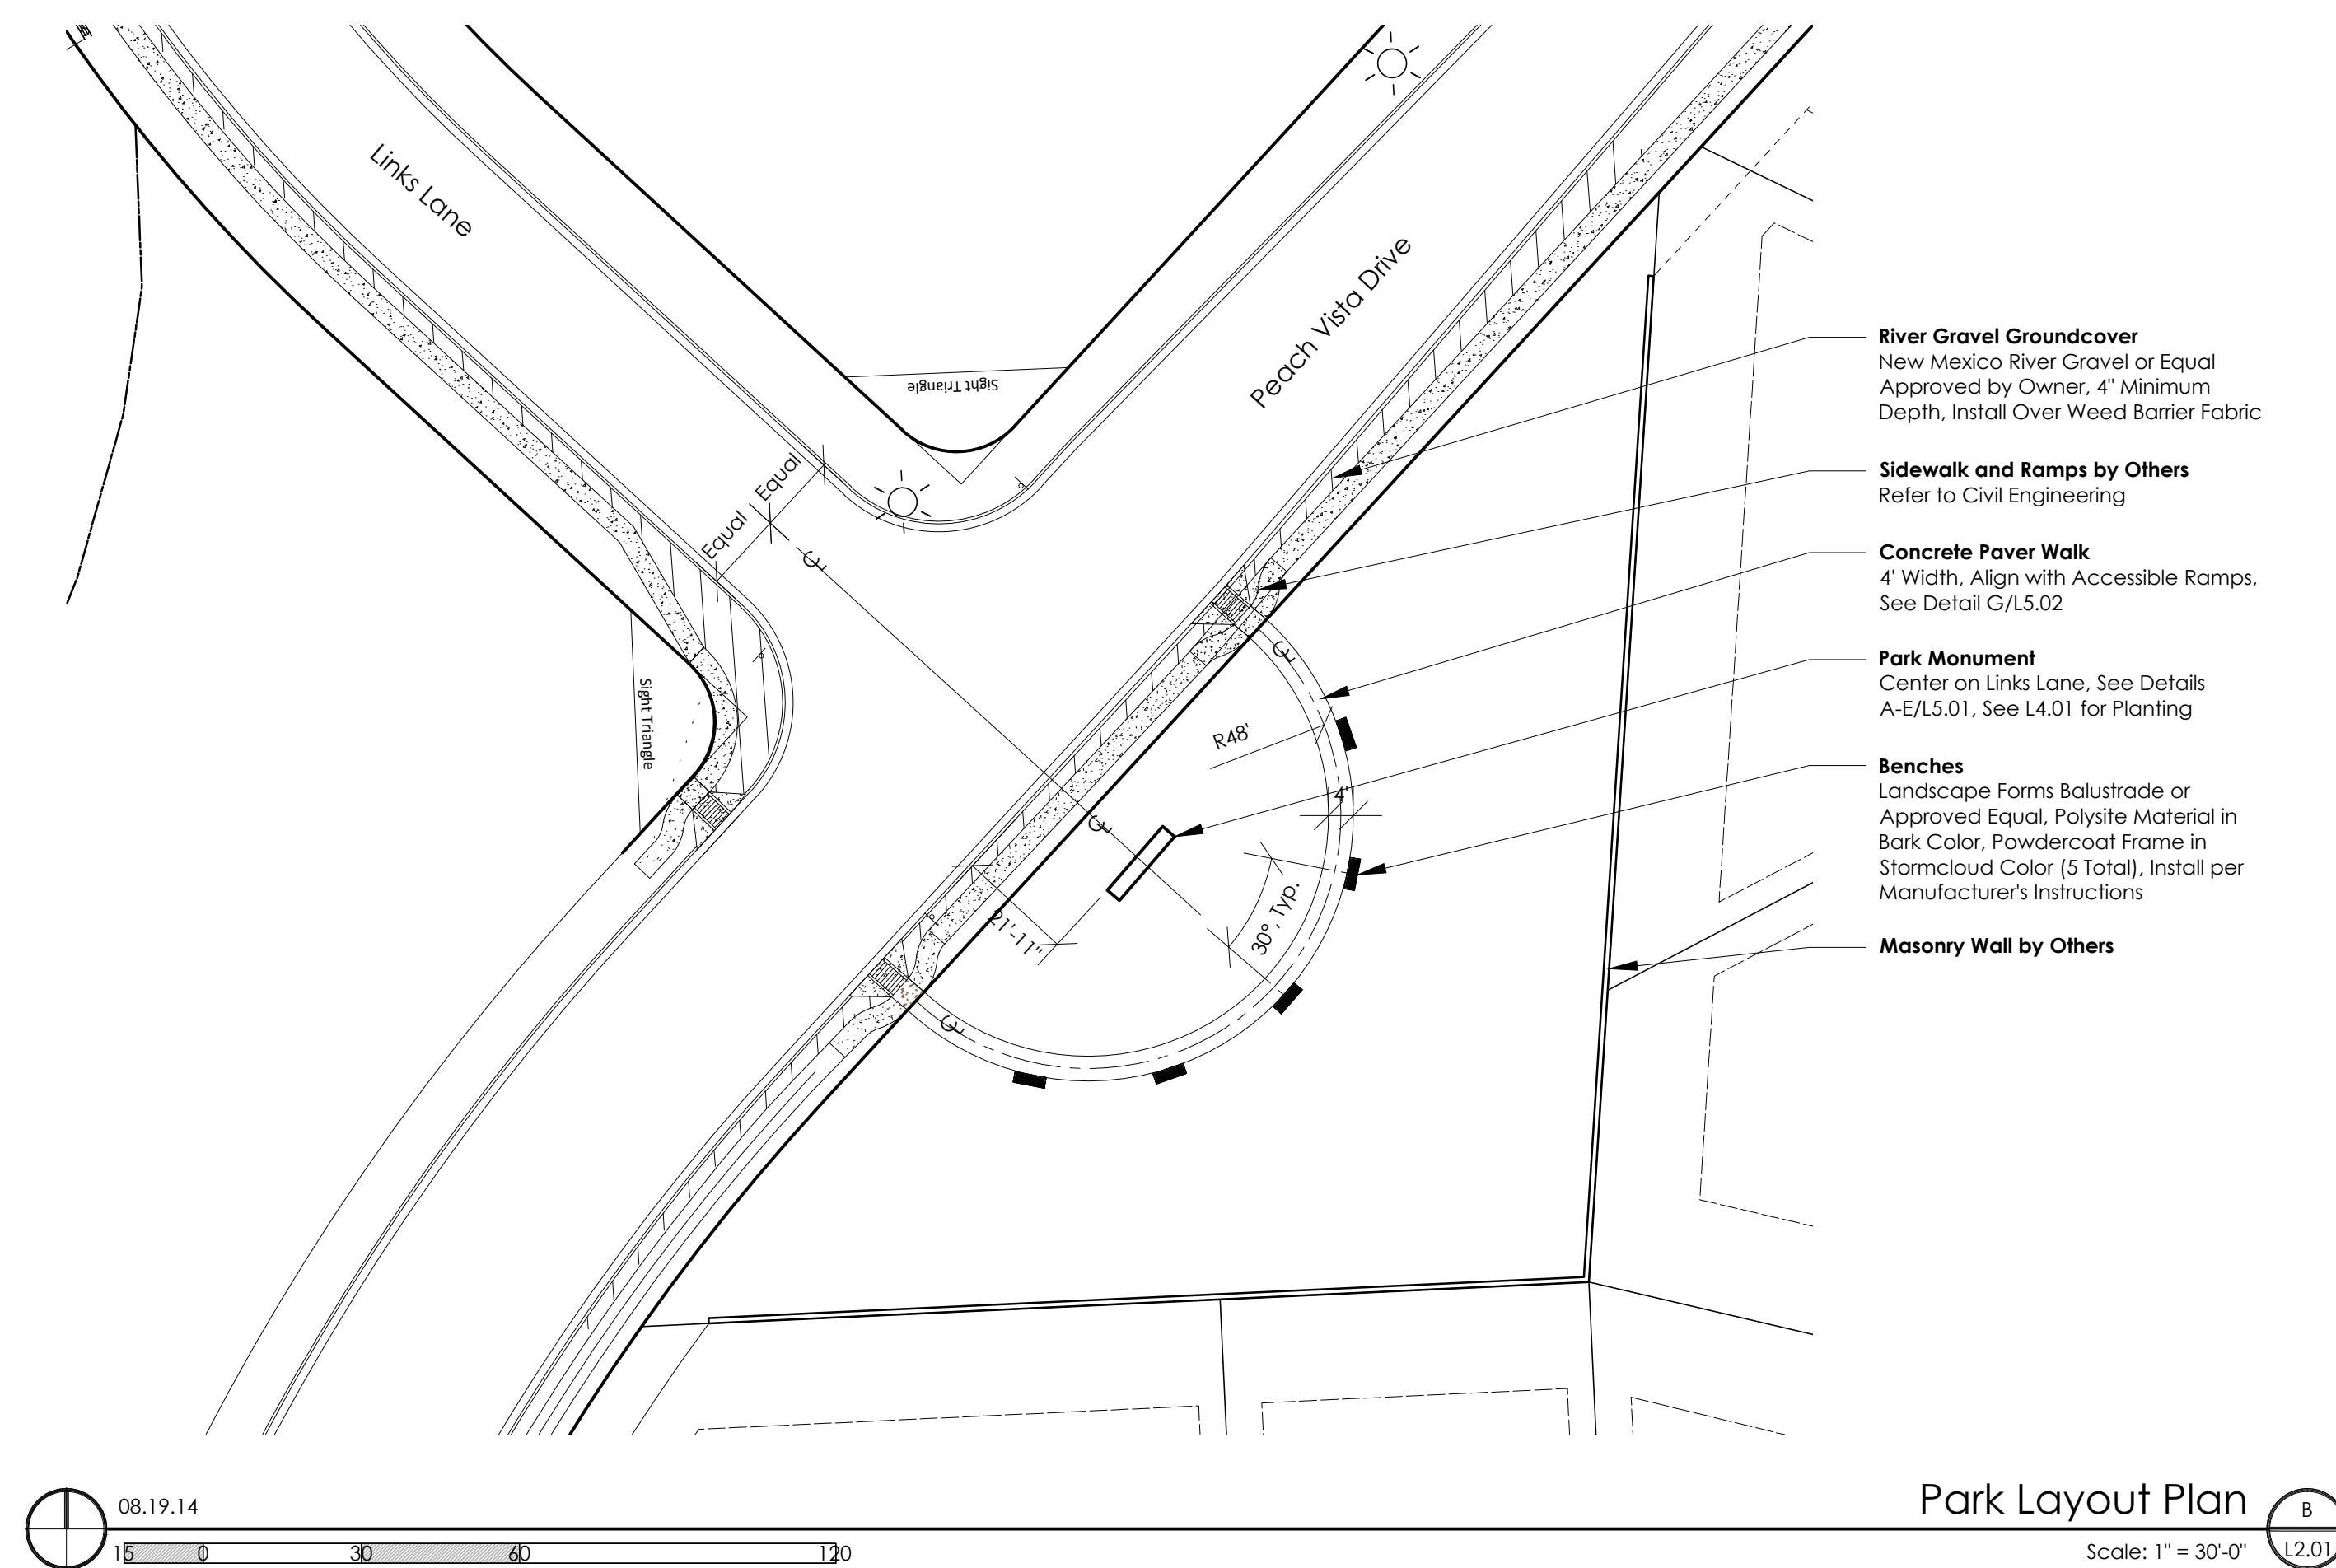 Links Lane
Peach Vista Drive
Sight Triangle
Equal
Equal
Sight Triangle
R48'
4'
21'-11"
30°, Typ.
River Gravel Groundcover
New Mexico River Gravel or Equal
Approved by Owner, 4" Minimum
Depth, Install Over Weed Barrier Fabric
Sidewalk and Ramps by Others
Refer to Civil Engineering
Concrete Paver Walk
4' Width, Align with Accessible Ramps,
See Detail G/L5.02
Park Monument
Center on Links Lane, See Details
A-E/L5.01, See L4.01 for Planting
Benches
Landscape Forms Balustrade or
Approved Equal, Polysite Material in
Bark Color, Powdercoat Frame in
Stormcloud Color (5 Total), Install per
Manufacturer's Instructions
Masonry Wall by Others
08.19.14
15 0 30 60 120
Park Layout Plan
Scale: 1" = 30'-0"
B
L2.01